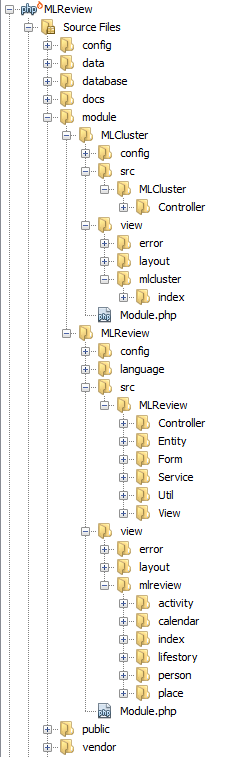 php MLReview
Source Files
config
data
database
docs
module
MLCluster
config
src
MLCluster
Controller
view
error
layout
mlcluster
index
Module.php
MLReview
config
language
src
MLReview
Controller
Entity
Form
Service
Util
View
view
error
layout
mlreview
activity
calendar
index
lifestory
person
place
Module.php
public
vendor